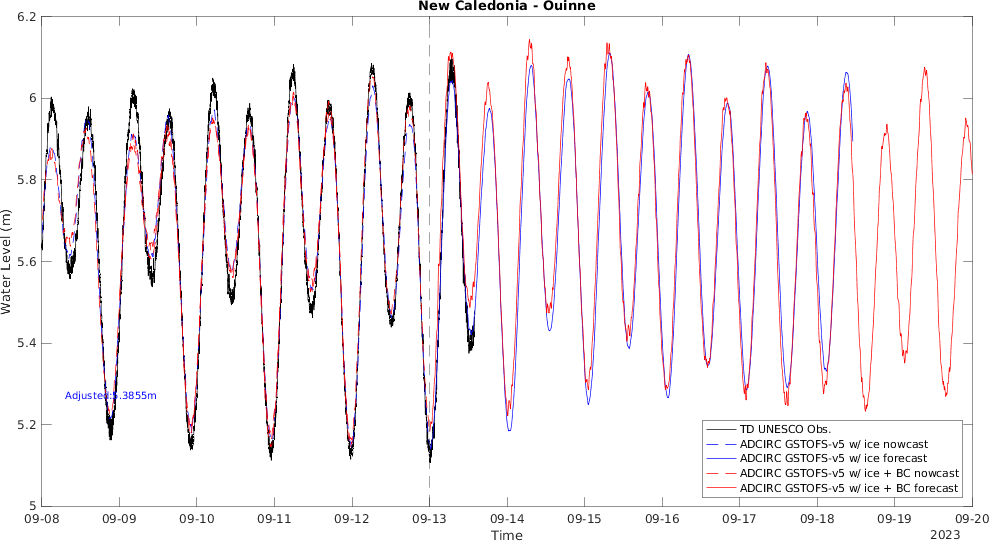 New Caledonia - Ouinne
6.2
6
5.8
5.6
5.4
5.2
5
Water Level (m)
Adjusted:5.3855m
TD UNESCO Obs.
ADCIRC GSTOFS-v5 w/ ice nowcast
ADCIRC GSTOFS-v5 w/ ice forecast
ADCIRC GSTOFS-v5 w/ ice + BC nowcast
ADCIRC GSTOFS-v5 w/ ice + BC forecast
09-08 09-09 09-10 09-11 09-12 09-13 09-14 09-15 09-16 09-17 09-18 09-19 09-20
Time
2023